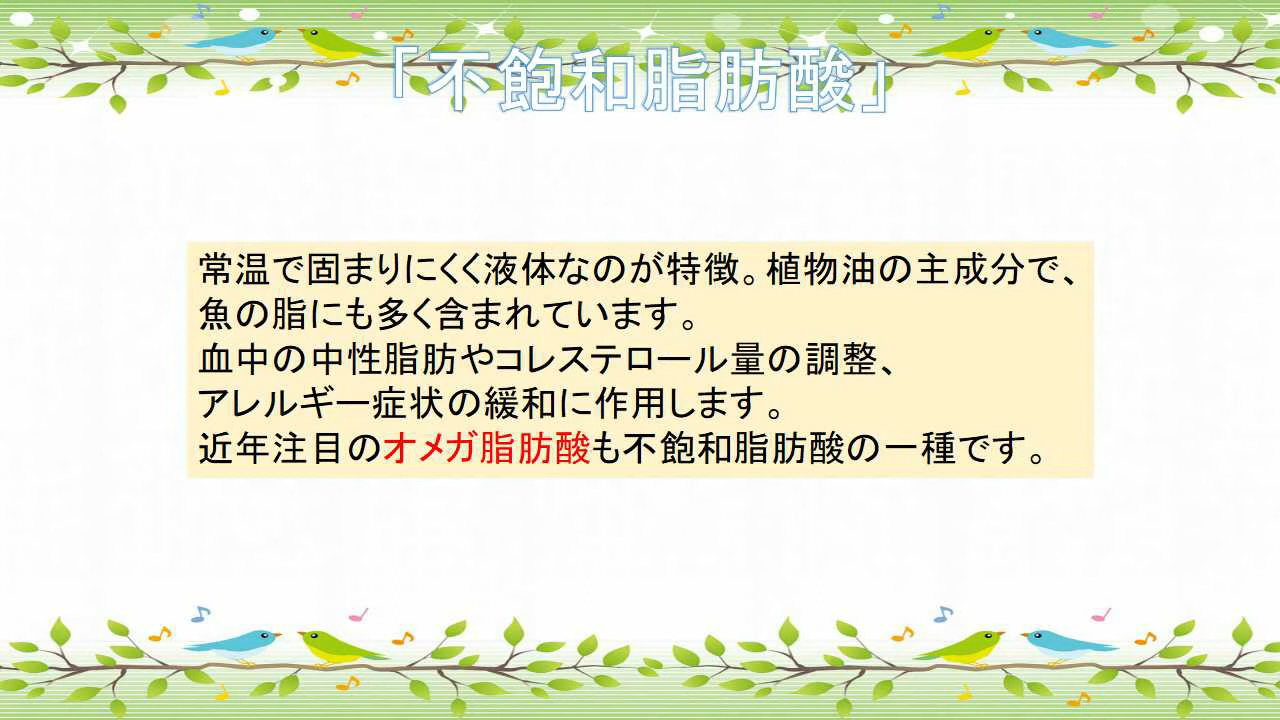 「不飽和脂肪酸」
常温で固まりにくく液体なのが特徴。植物油の主成分で、
魚の脂にも多く含まれています。
血中の中性脂肪やコレステロール量の調整、
アレルギー症状の緩和に作用します。
近年注目のオメガ脂肪酸も不飽和脂肪酸の一種です。